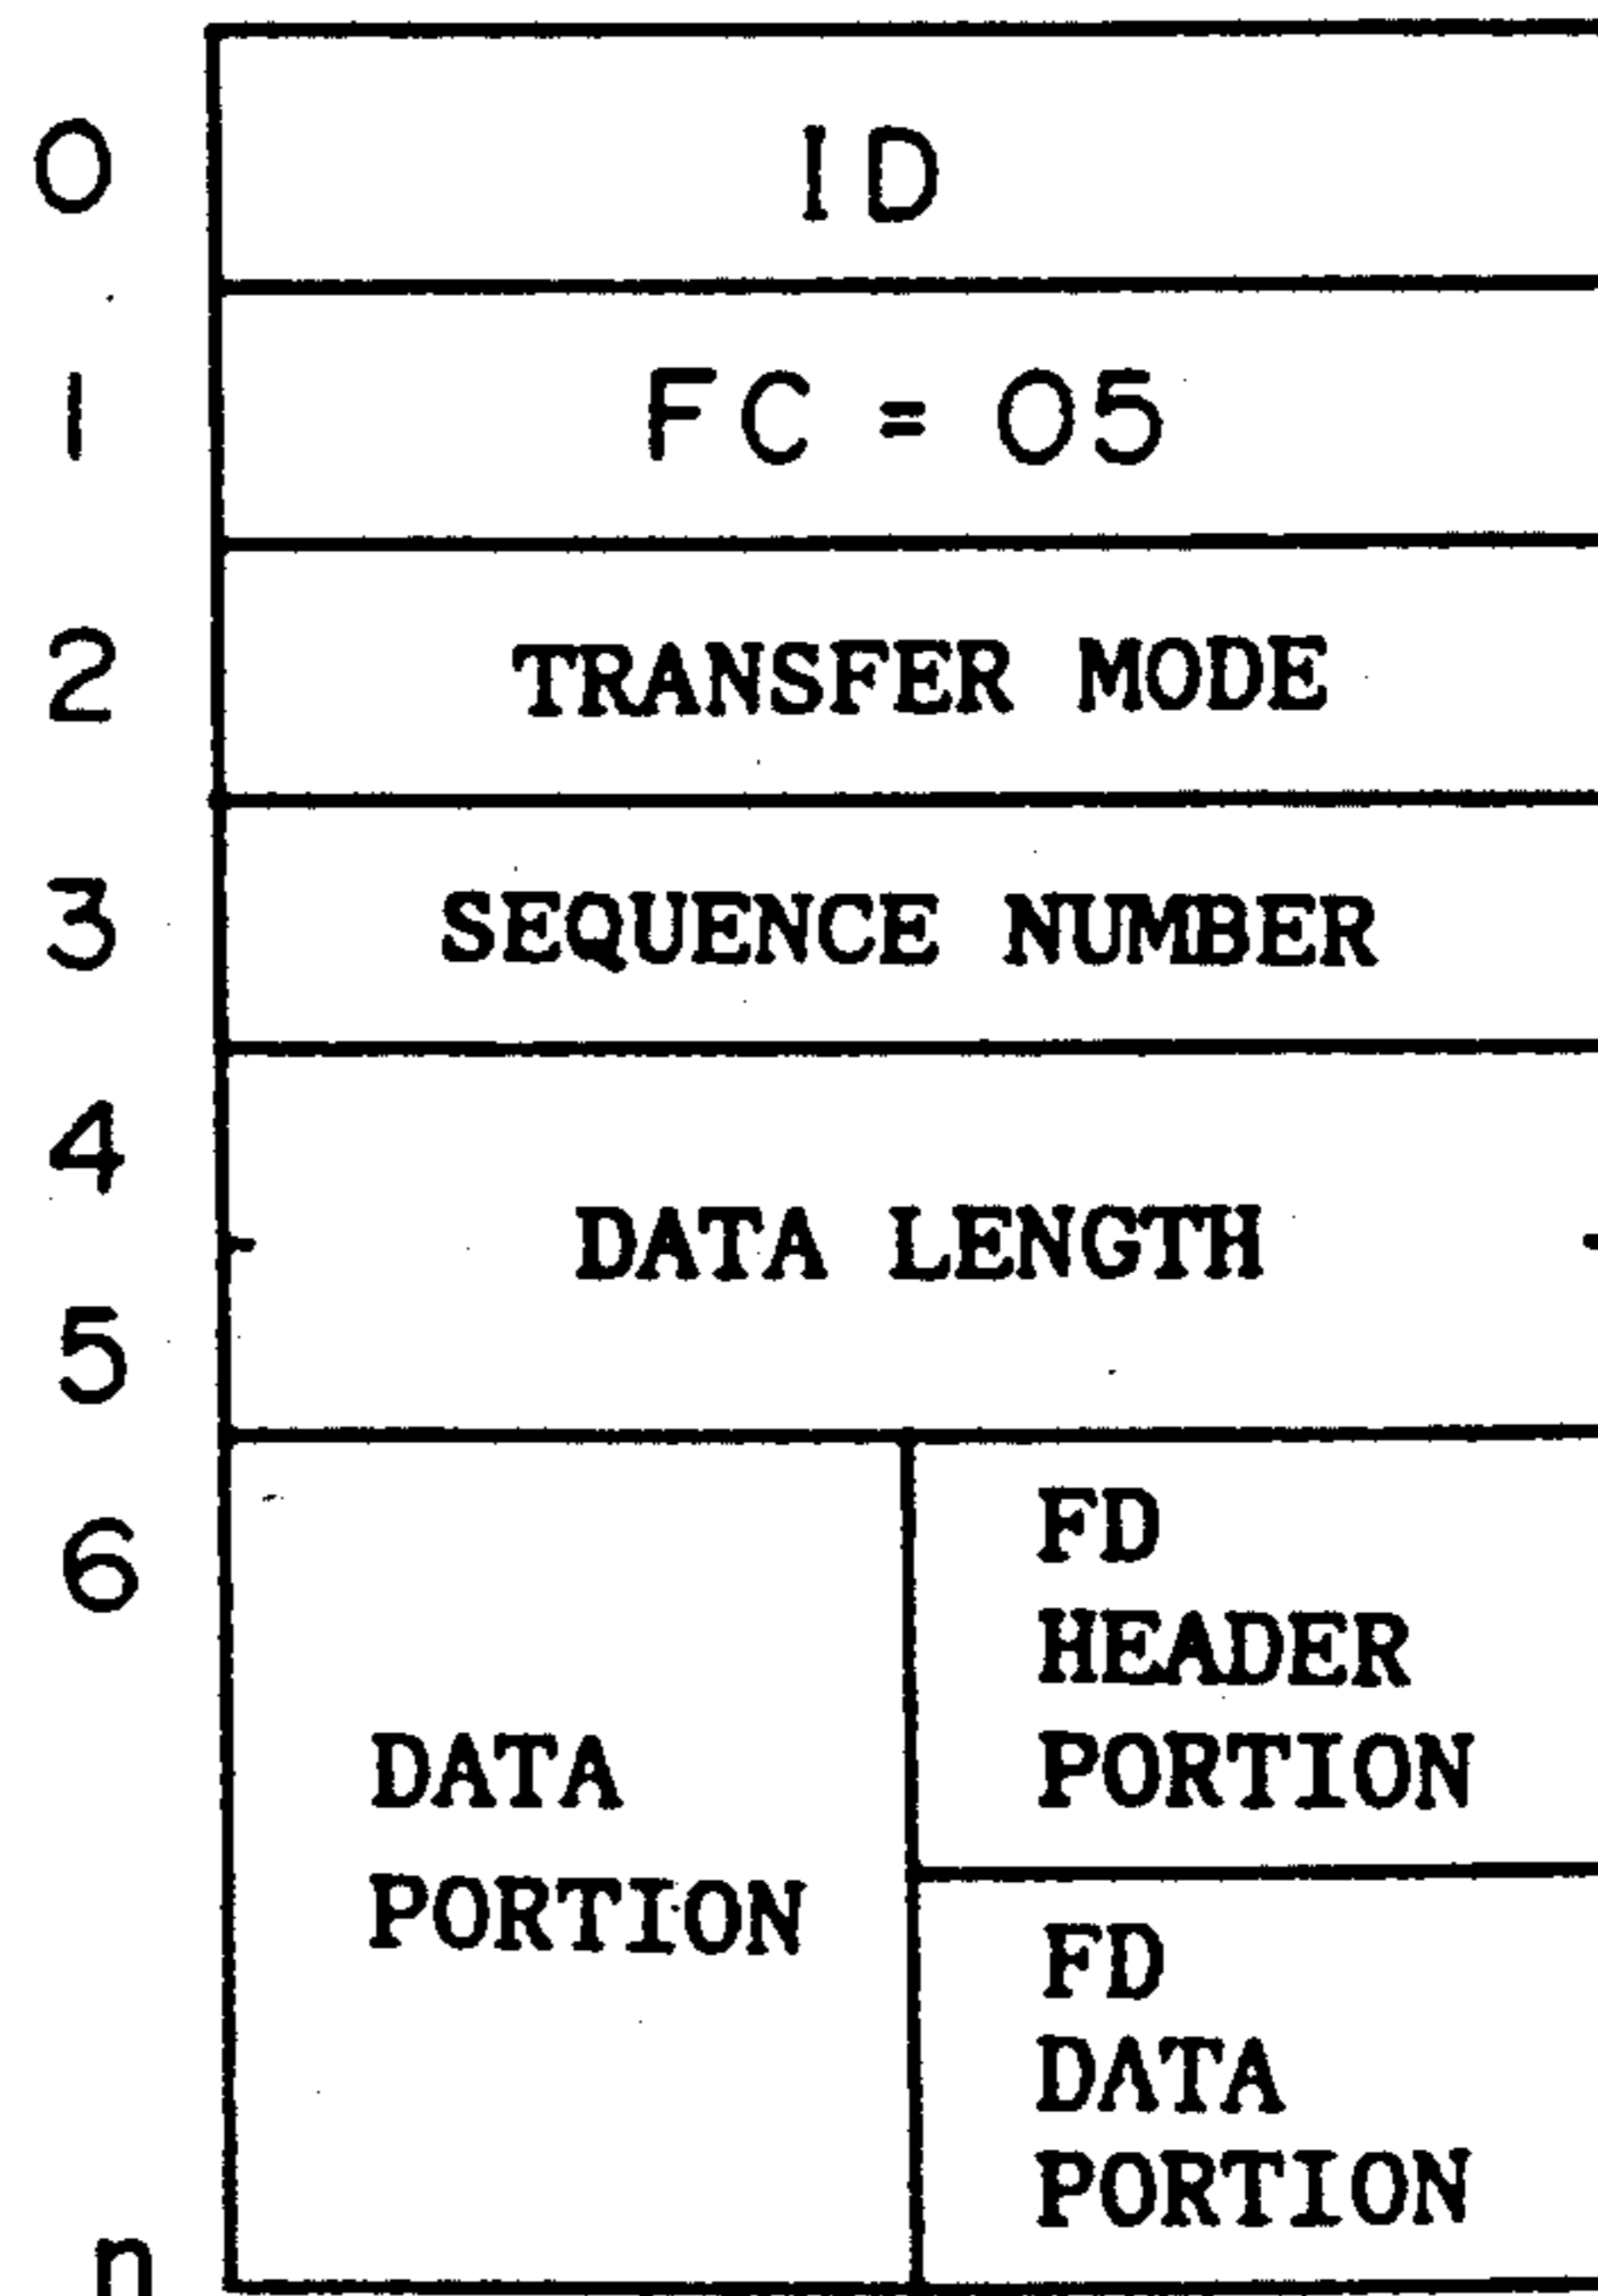 0 ID
1 FC = 05
2 TRANSFER MODE
3 SEQUENCE NUMBER
4
DATA LENGTH
5
6
DATA
PORTION
FD
HEADER
PORTION
FD
DATA
PORTION
n